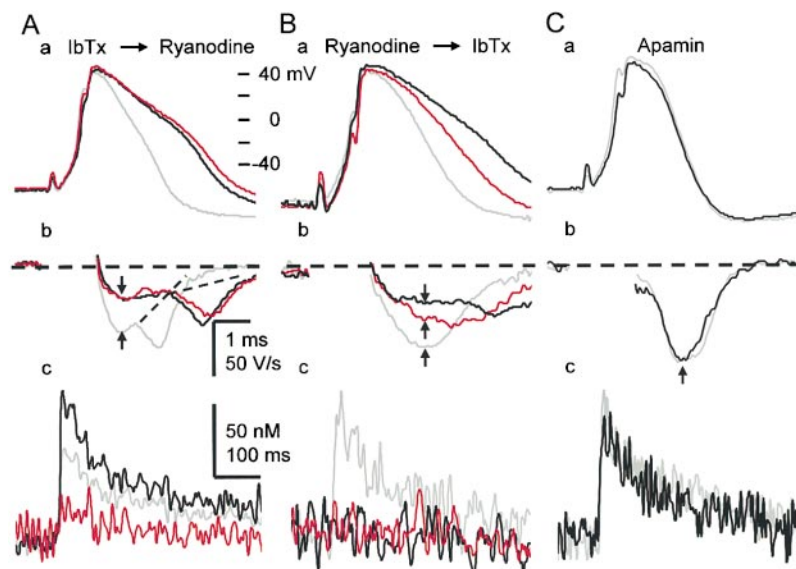 A
a
IbTx → Ryanodine
40 mV
0
-40
b
1 ms
50 V/s
c
50 nM
100 ms
B
a
Ryanodine → IbTx
b
c
C
a
Apamin
b
c